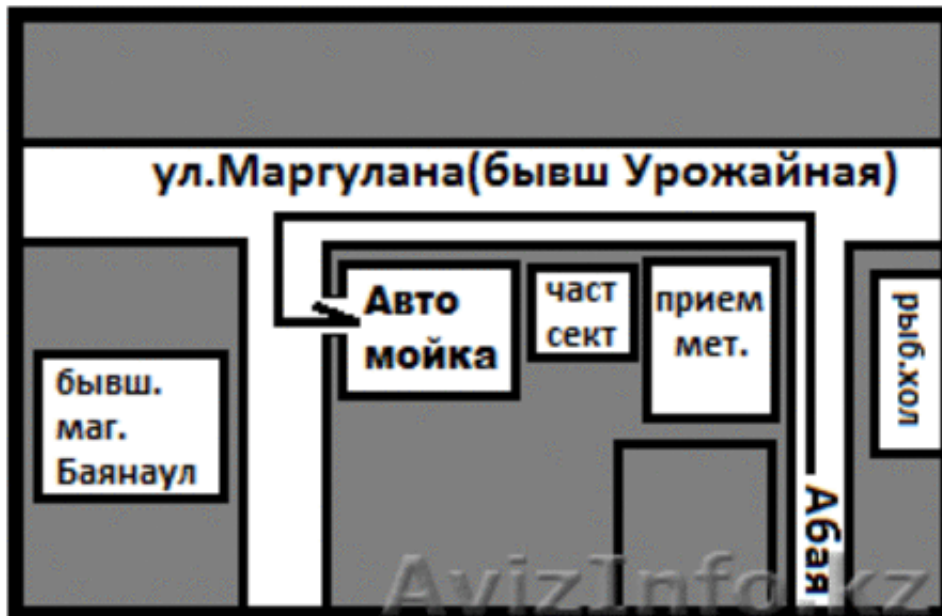 ул.Маргулана(бывш Урожайная)
Авто
мойка
част
сект
прием
мет.
рыб.хол
бывш.
маг.
Баянаул
Абая
AvizInfo.kz